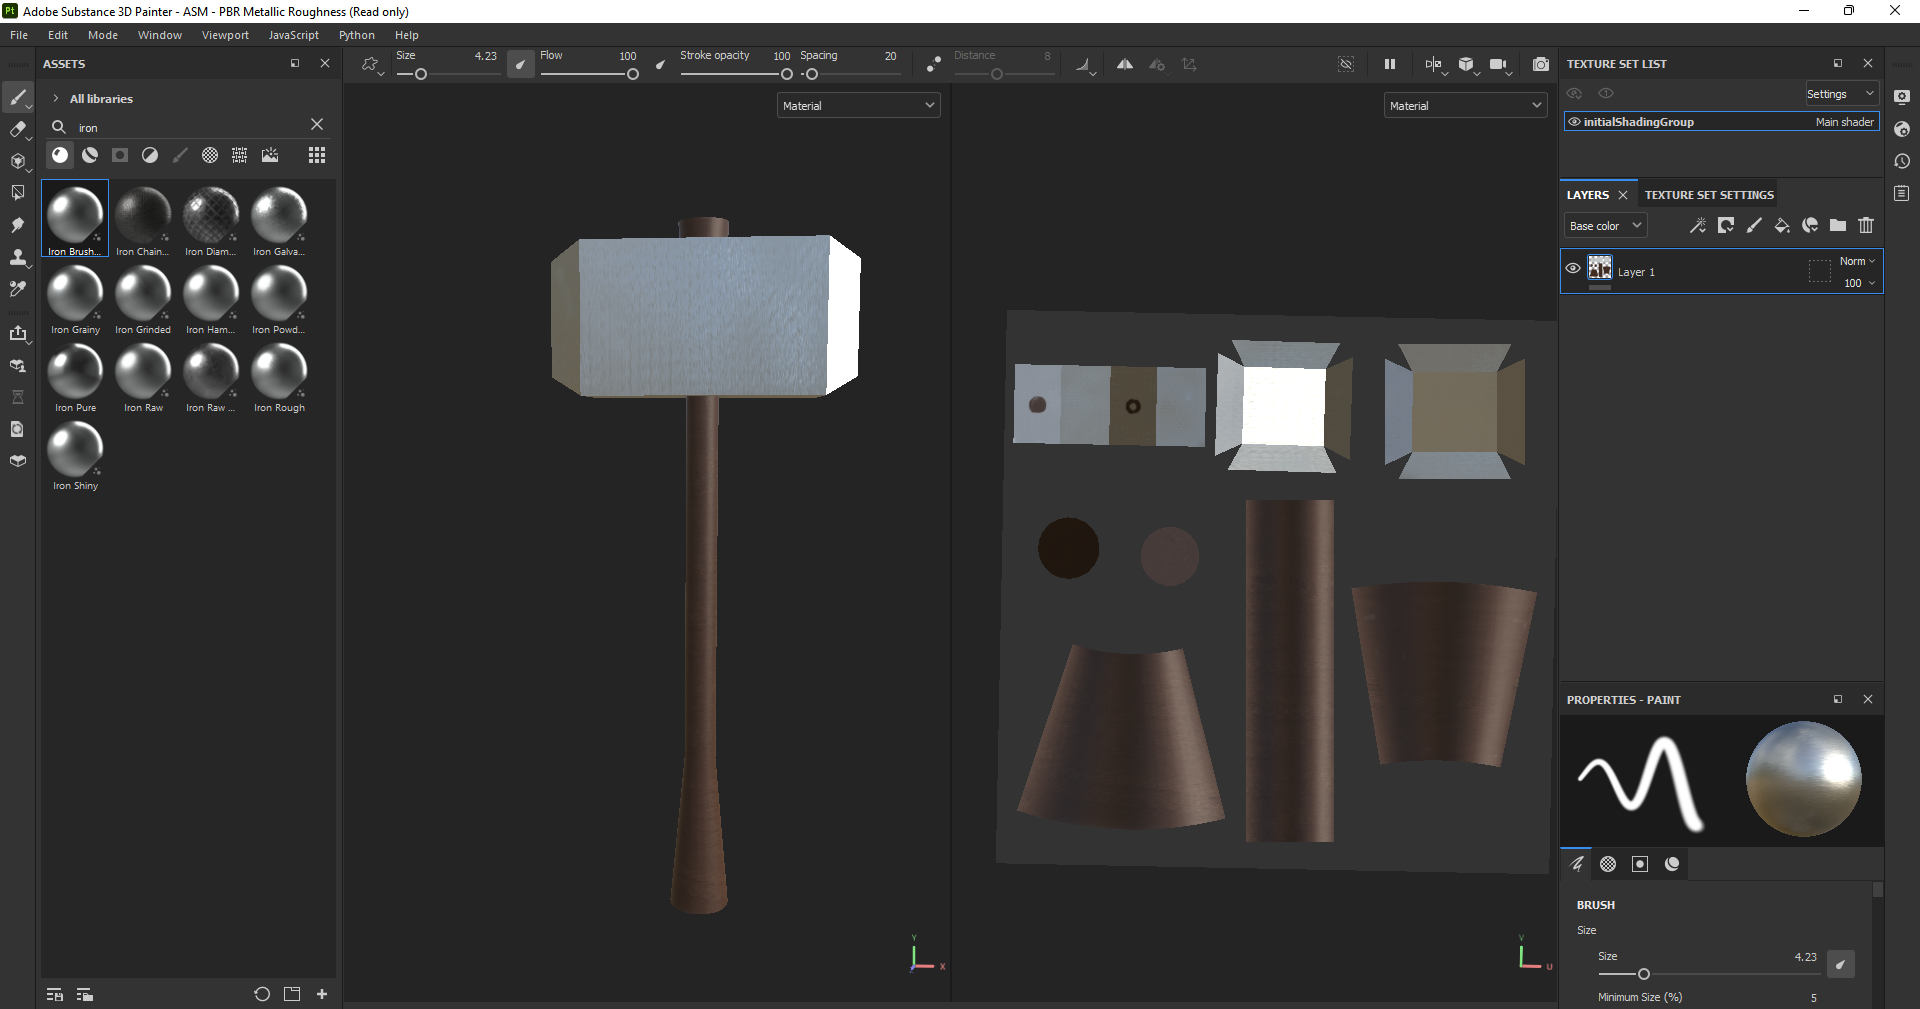 Pt Adobe Substance 3D Painter - ASM - PBR Metallic Roughness (Read only)
File Edit Mode Window Viewport JavaScript Python Help
ASSETS
All libraries
iron
Iron Brush... Iron Chain... Iron Diam... Iron Galva...
Iron Grainy Iron Grinded Iron Ham... Iron Powd...
Iron Pure Iron Raw Iron Raw ... Iron Rough
Iron Shiny
Size 4.23 Flow 100 Stroke opacity 100 Spacing 20 Distance 8
Material
Material
Y
X
V
U
TEXTURE SET LIST
Settings
initialShadingGroup Main shader
LAYERS TEXTURE SET SETTINGS
Base color
Layer 1 Norm
100
PROPERTIES - PAINT
BRUSH
Size
Size 4.23
Minimum Size (%) 5